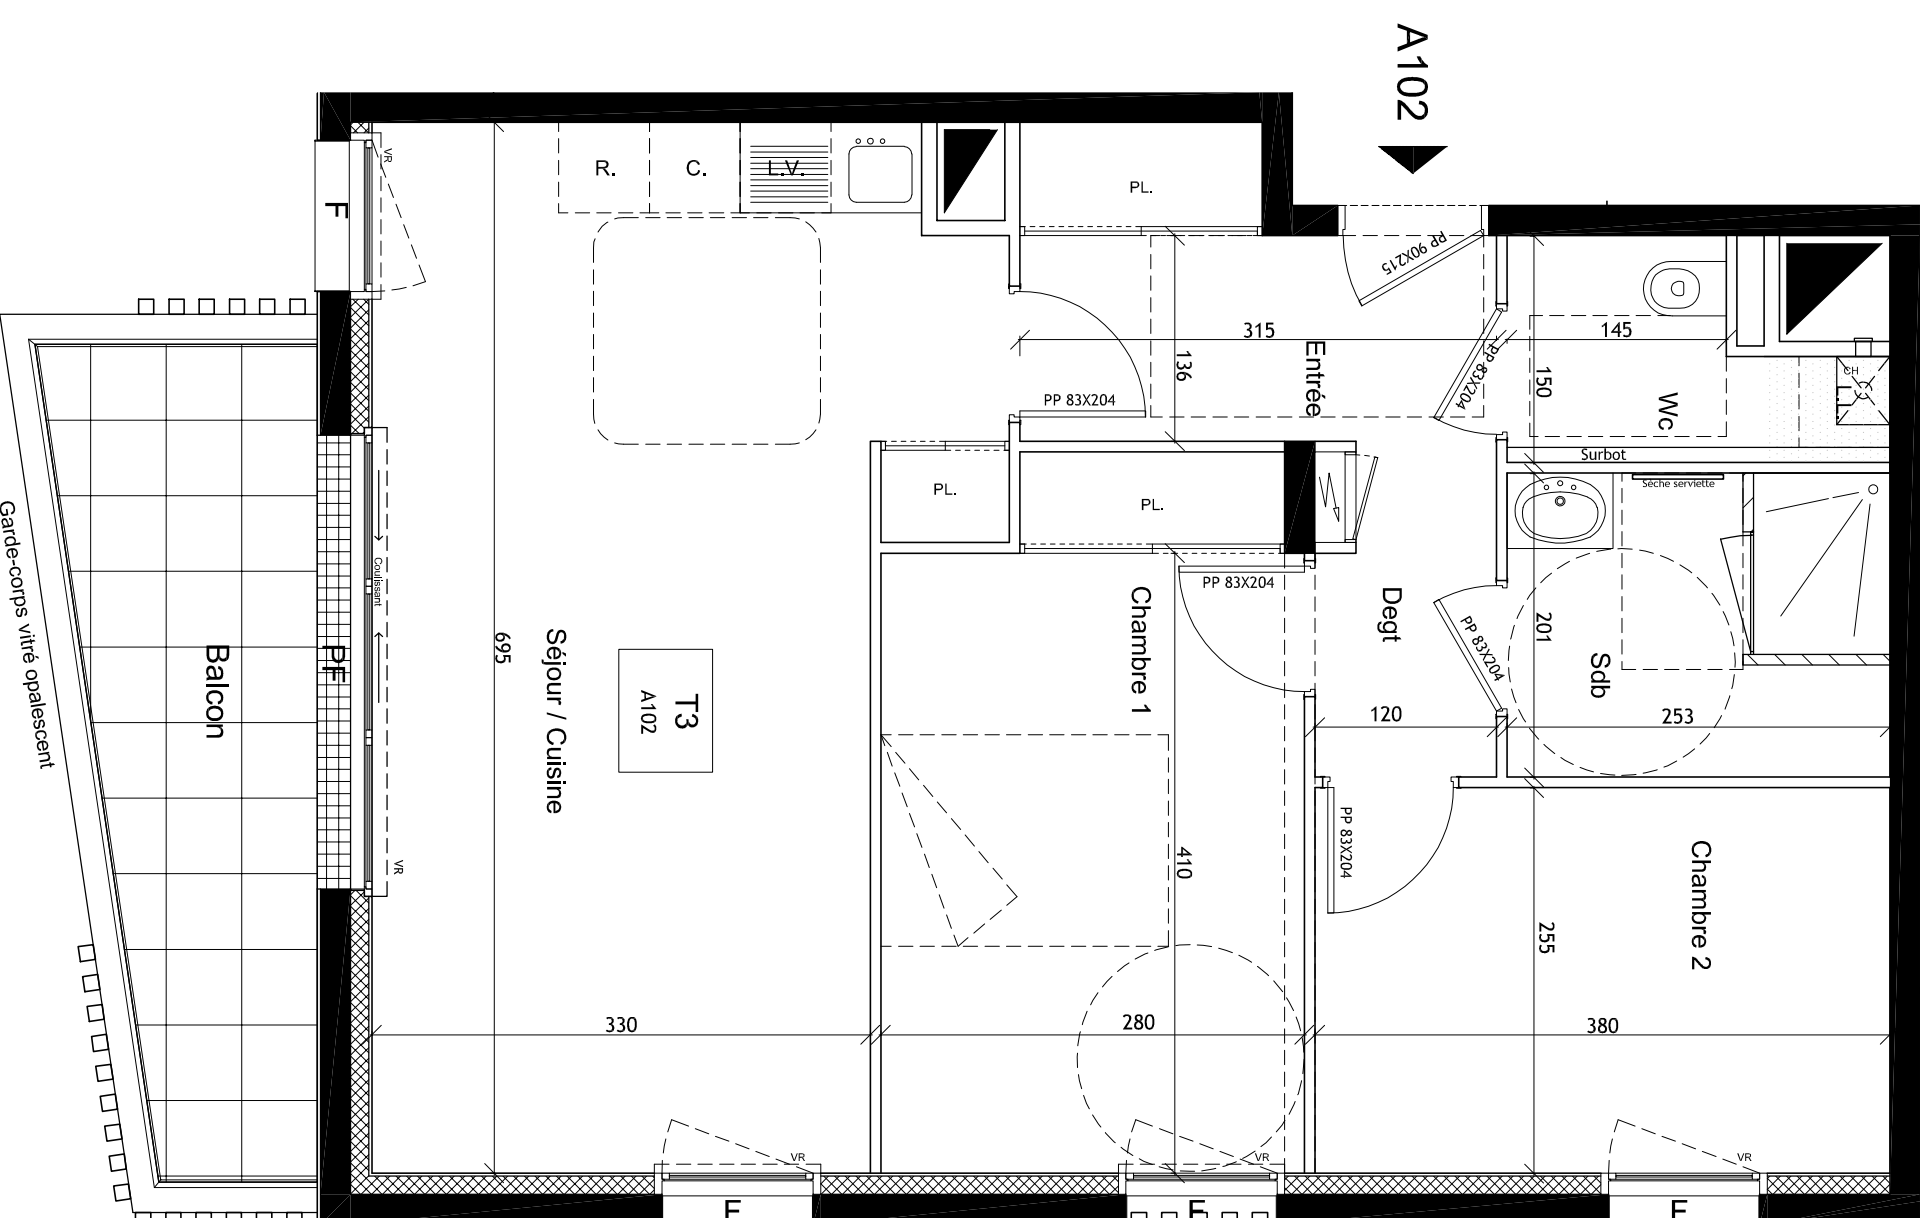 A102
VR
F
R.
C.
L.V.
PL.
PP 90X215
315
145
136
Entrée
PP 83X204
150
Wc
CH
LL
PP 83X204
Surbot
Sèche serviette
PL.
PL.
Coulissant
Garde-corps vitré opalescent
Balcon
PF
695
Séjour / Cuisine
T3
A102
Chambre 1
PP 83X204
Degt
PP 83X204
201
Sdb
120
253
VR
410
PP 83X204
Chambre 2
255
330
280
380
VR
VR
VR
F
F
F